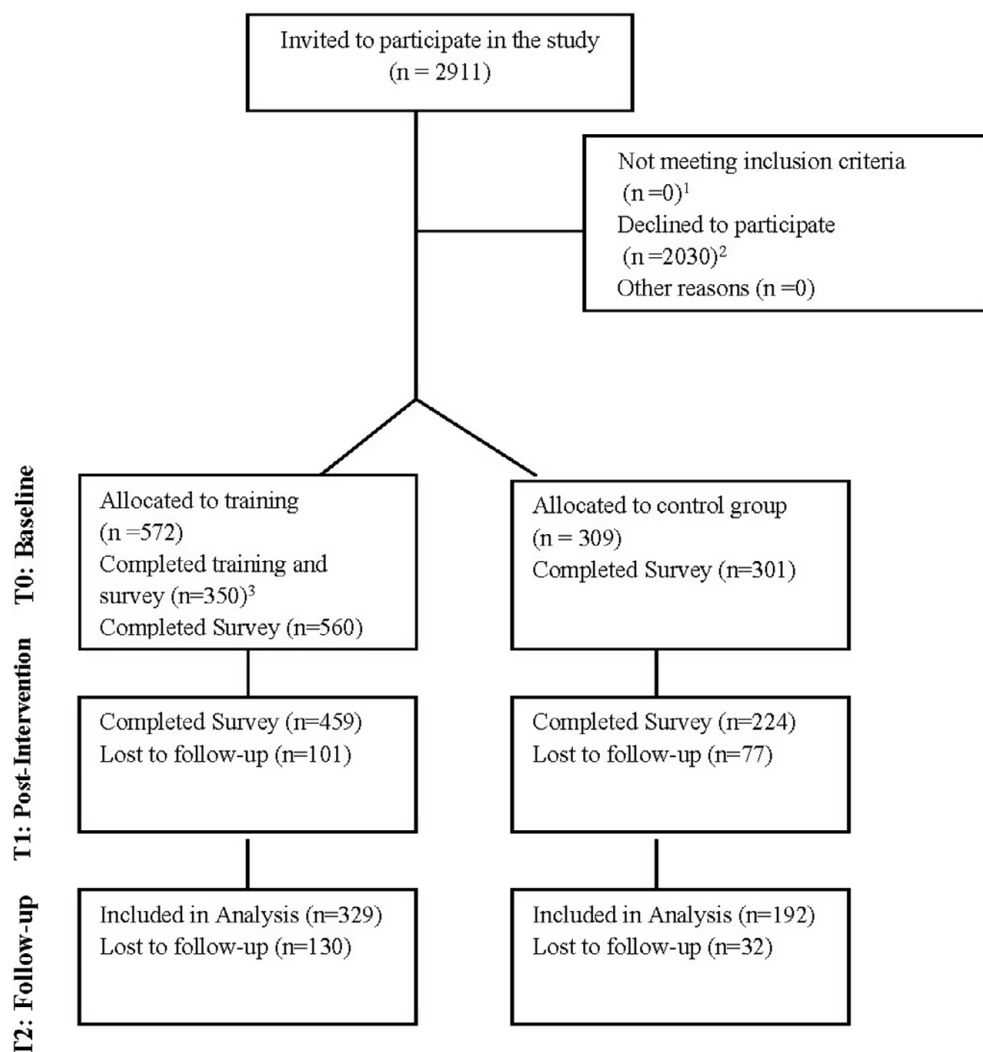 Invited to participate in the study
(n = 2911)
Not meeting inclusion criteria
(n =0)¹
Declined to participate
(n =2030)²
Other reasons (n =0)
T0: Baseline
Allocated to training
(n =572)
Completed training and
survey (n=350)³
Completed Survey (n=560)
Allocated to control group
(n = 309)
Completed Survey (n=301)
T1: Post-Intervention
Completed Survey (n=459)
Lost to follow-up (n=101)
Completed Survey (n=224)
Lost to follow-up (n=77)
T2: Follow-up
Included in Analysis (n=329)
Lost to follow-up (n=130)
Included in Analysis (n=192)
Lost to follow-up (n=32)